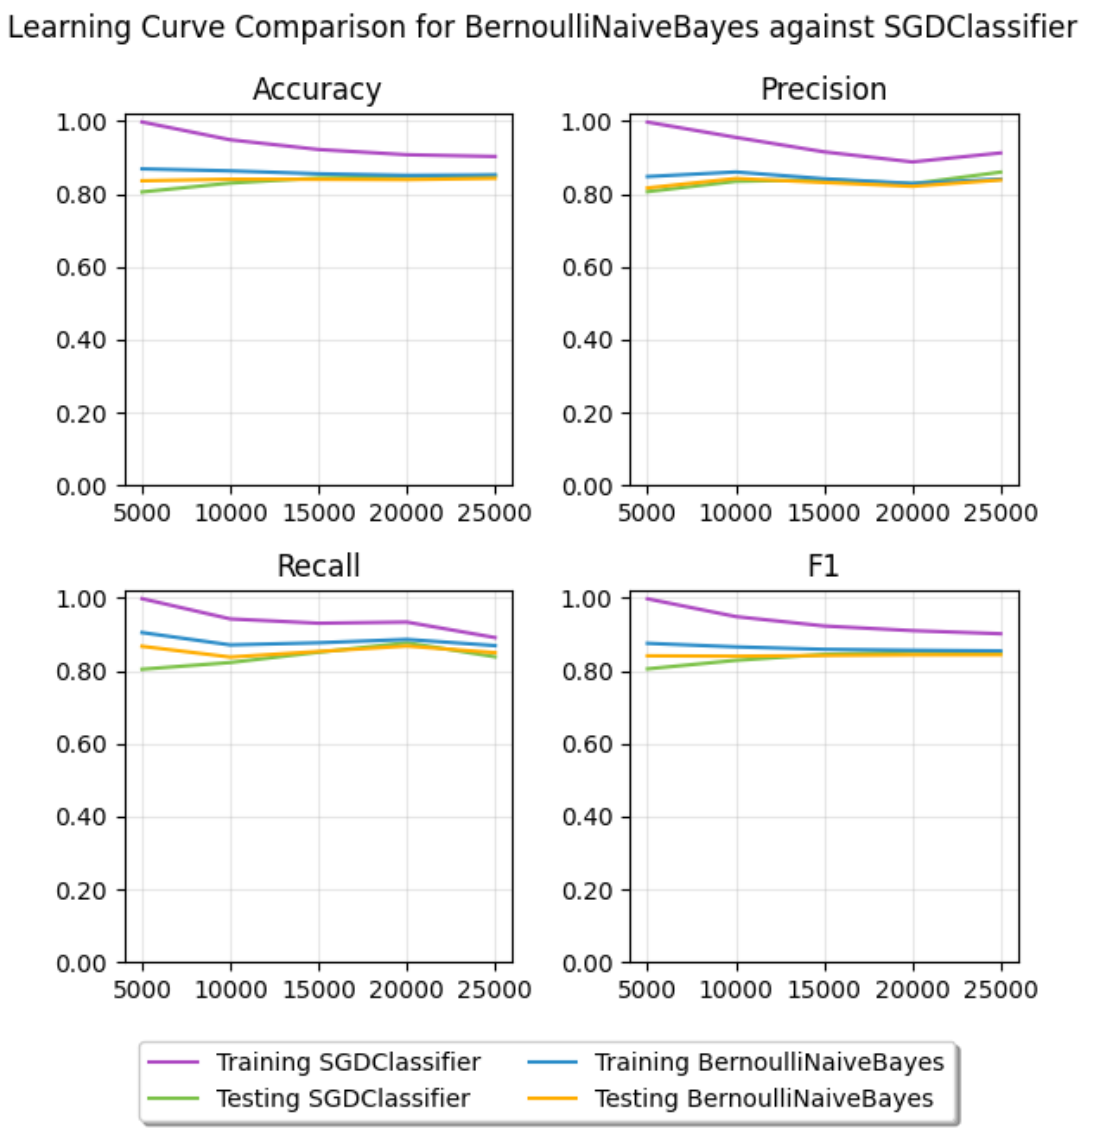 Learning Curve Comparison for BernoulliNaiveBayes against SGDClassifier
Accuracy
1.00
0.80
0.60
0.40
0.20
0.00
5000 10000 15000 20000 25000
Precision
1.00
0.80
0.60
0.40
0.20
0.00
5000 10000 15000 20000 25000
Recall
1.00
0.80
0.60
0.40
0.20
0.00
5000 10000 15000 20000 25000
F1
1.00
0.80
0.60
0.40
0.20
0.00
5000 10000 15000 20000 25000
Training SGDClassifier
Testing SGDClassifier
Training BernoulliNaiveBayes
Testing BernoulliNaiveBayes